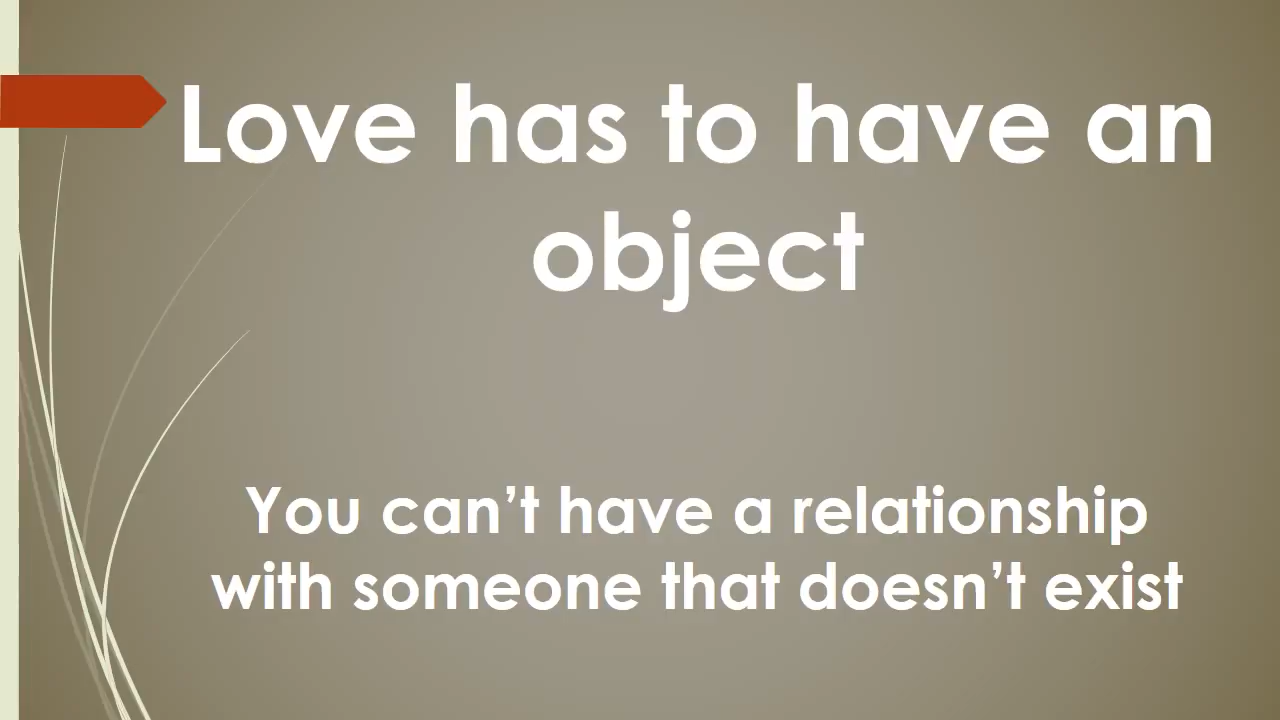 Love has to have an
object
You can’t have a relationship
with someone that doesn’t exist